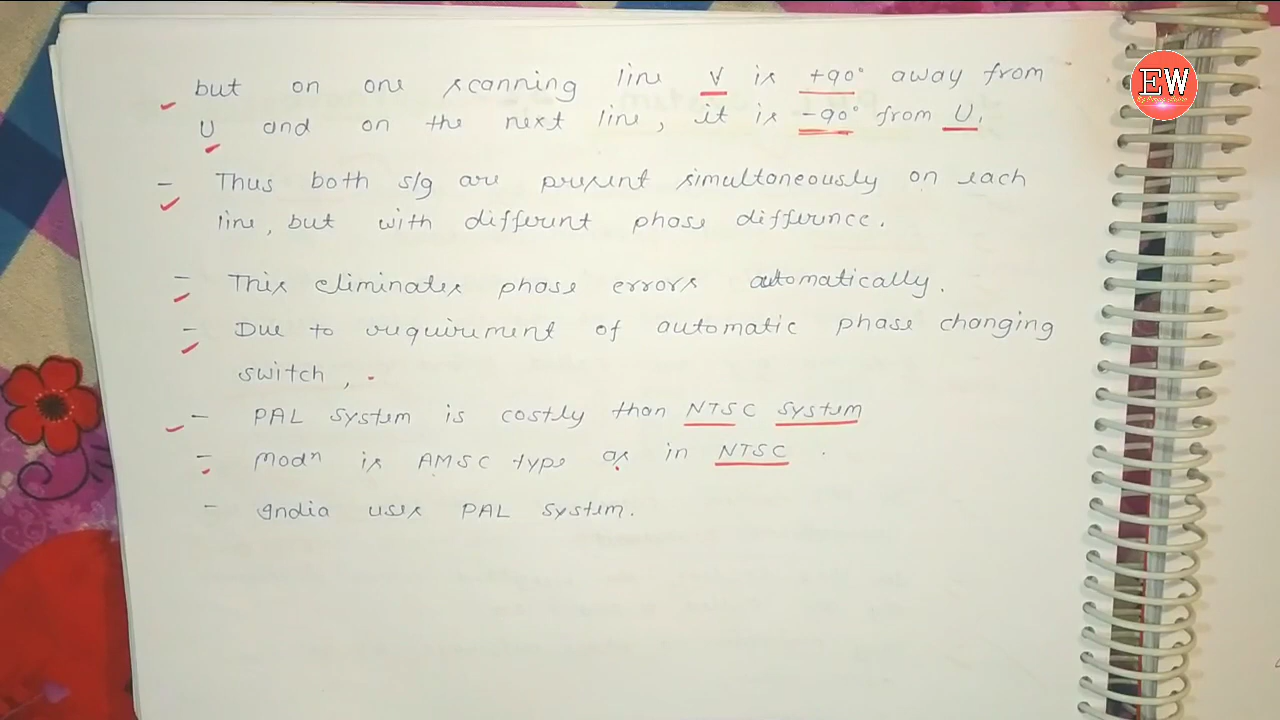 but on one scanning line V is +90° away from
U and on the next line, it is -90° from U.
- Thus both s/g are present simultaneously on each
line, but with different phase difference.
- This eliminates phase errors automatically.
- Due to requirement of automatic phase changing
switch,
- PAL system is costly than NTSC system
- Modⁿ is AMSC type as in NTSC
- India uses PAL system.
EW